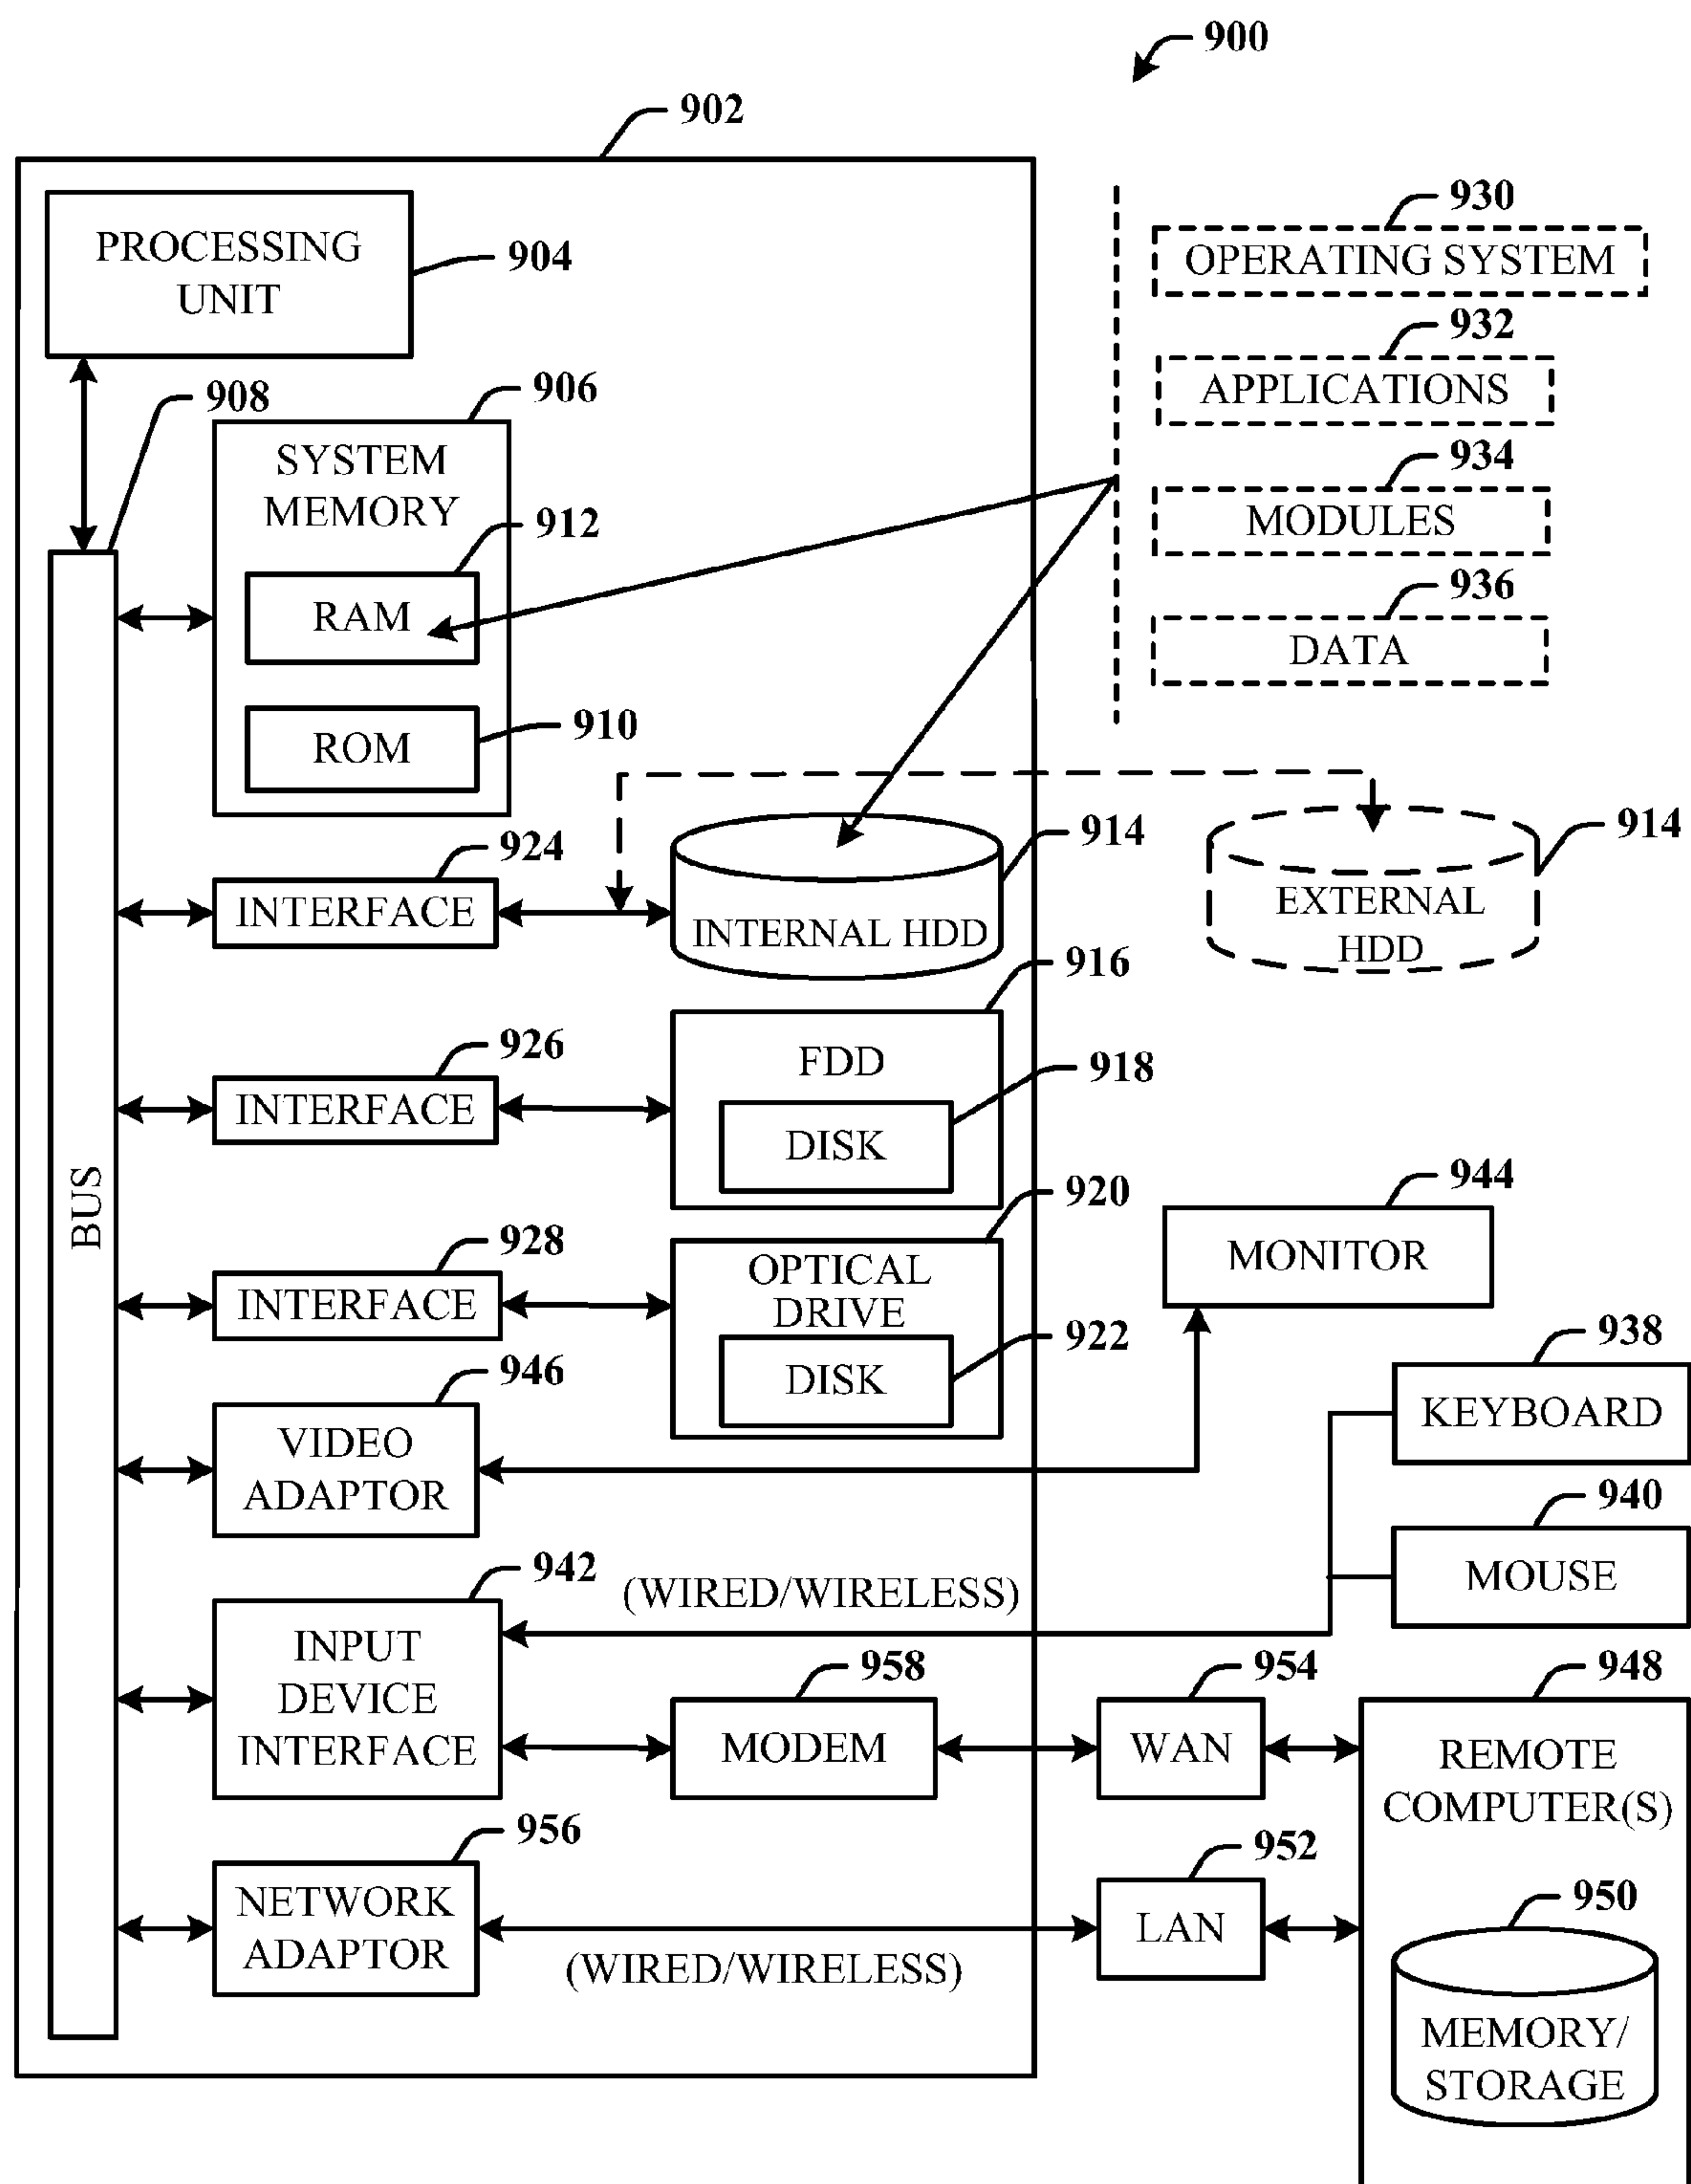 900
902
PROCESSING
UNIT
904
930
OPERATING SYSTEM
932
APPLICATIONS
934
MODULES
936
DATA
908
906
SYSTEM
MEMORY
912
RAM
910
ROM
924
INTERFACE
914
INTERNAL HDD
914
EXTERNAL
HDD
916
FDD
918
DISK
926
INTERFACE
BUS
920
OPTICAL
DRIVE
922
DISK
928
INTERFACE
944
MONITOR
946
VIDEO
ADAPTOR
938
KEYBOARD
940
MOUSE
942
INPUT
DEVICE
INTERFACE
(WIRED/WIRELESS)
958
MODEM
954
WAN
948
REMOTE
COMPUTER(S)
956
NETWORK
ADAPTOR
(WIRED/WIRELESS)
952
LAN
950
MEMORY/
STORAGE